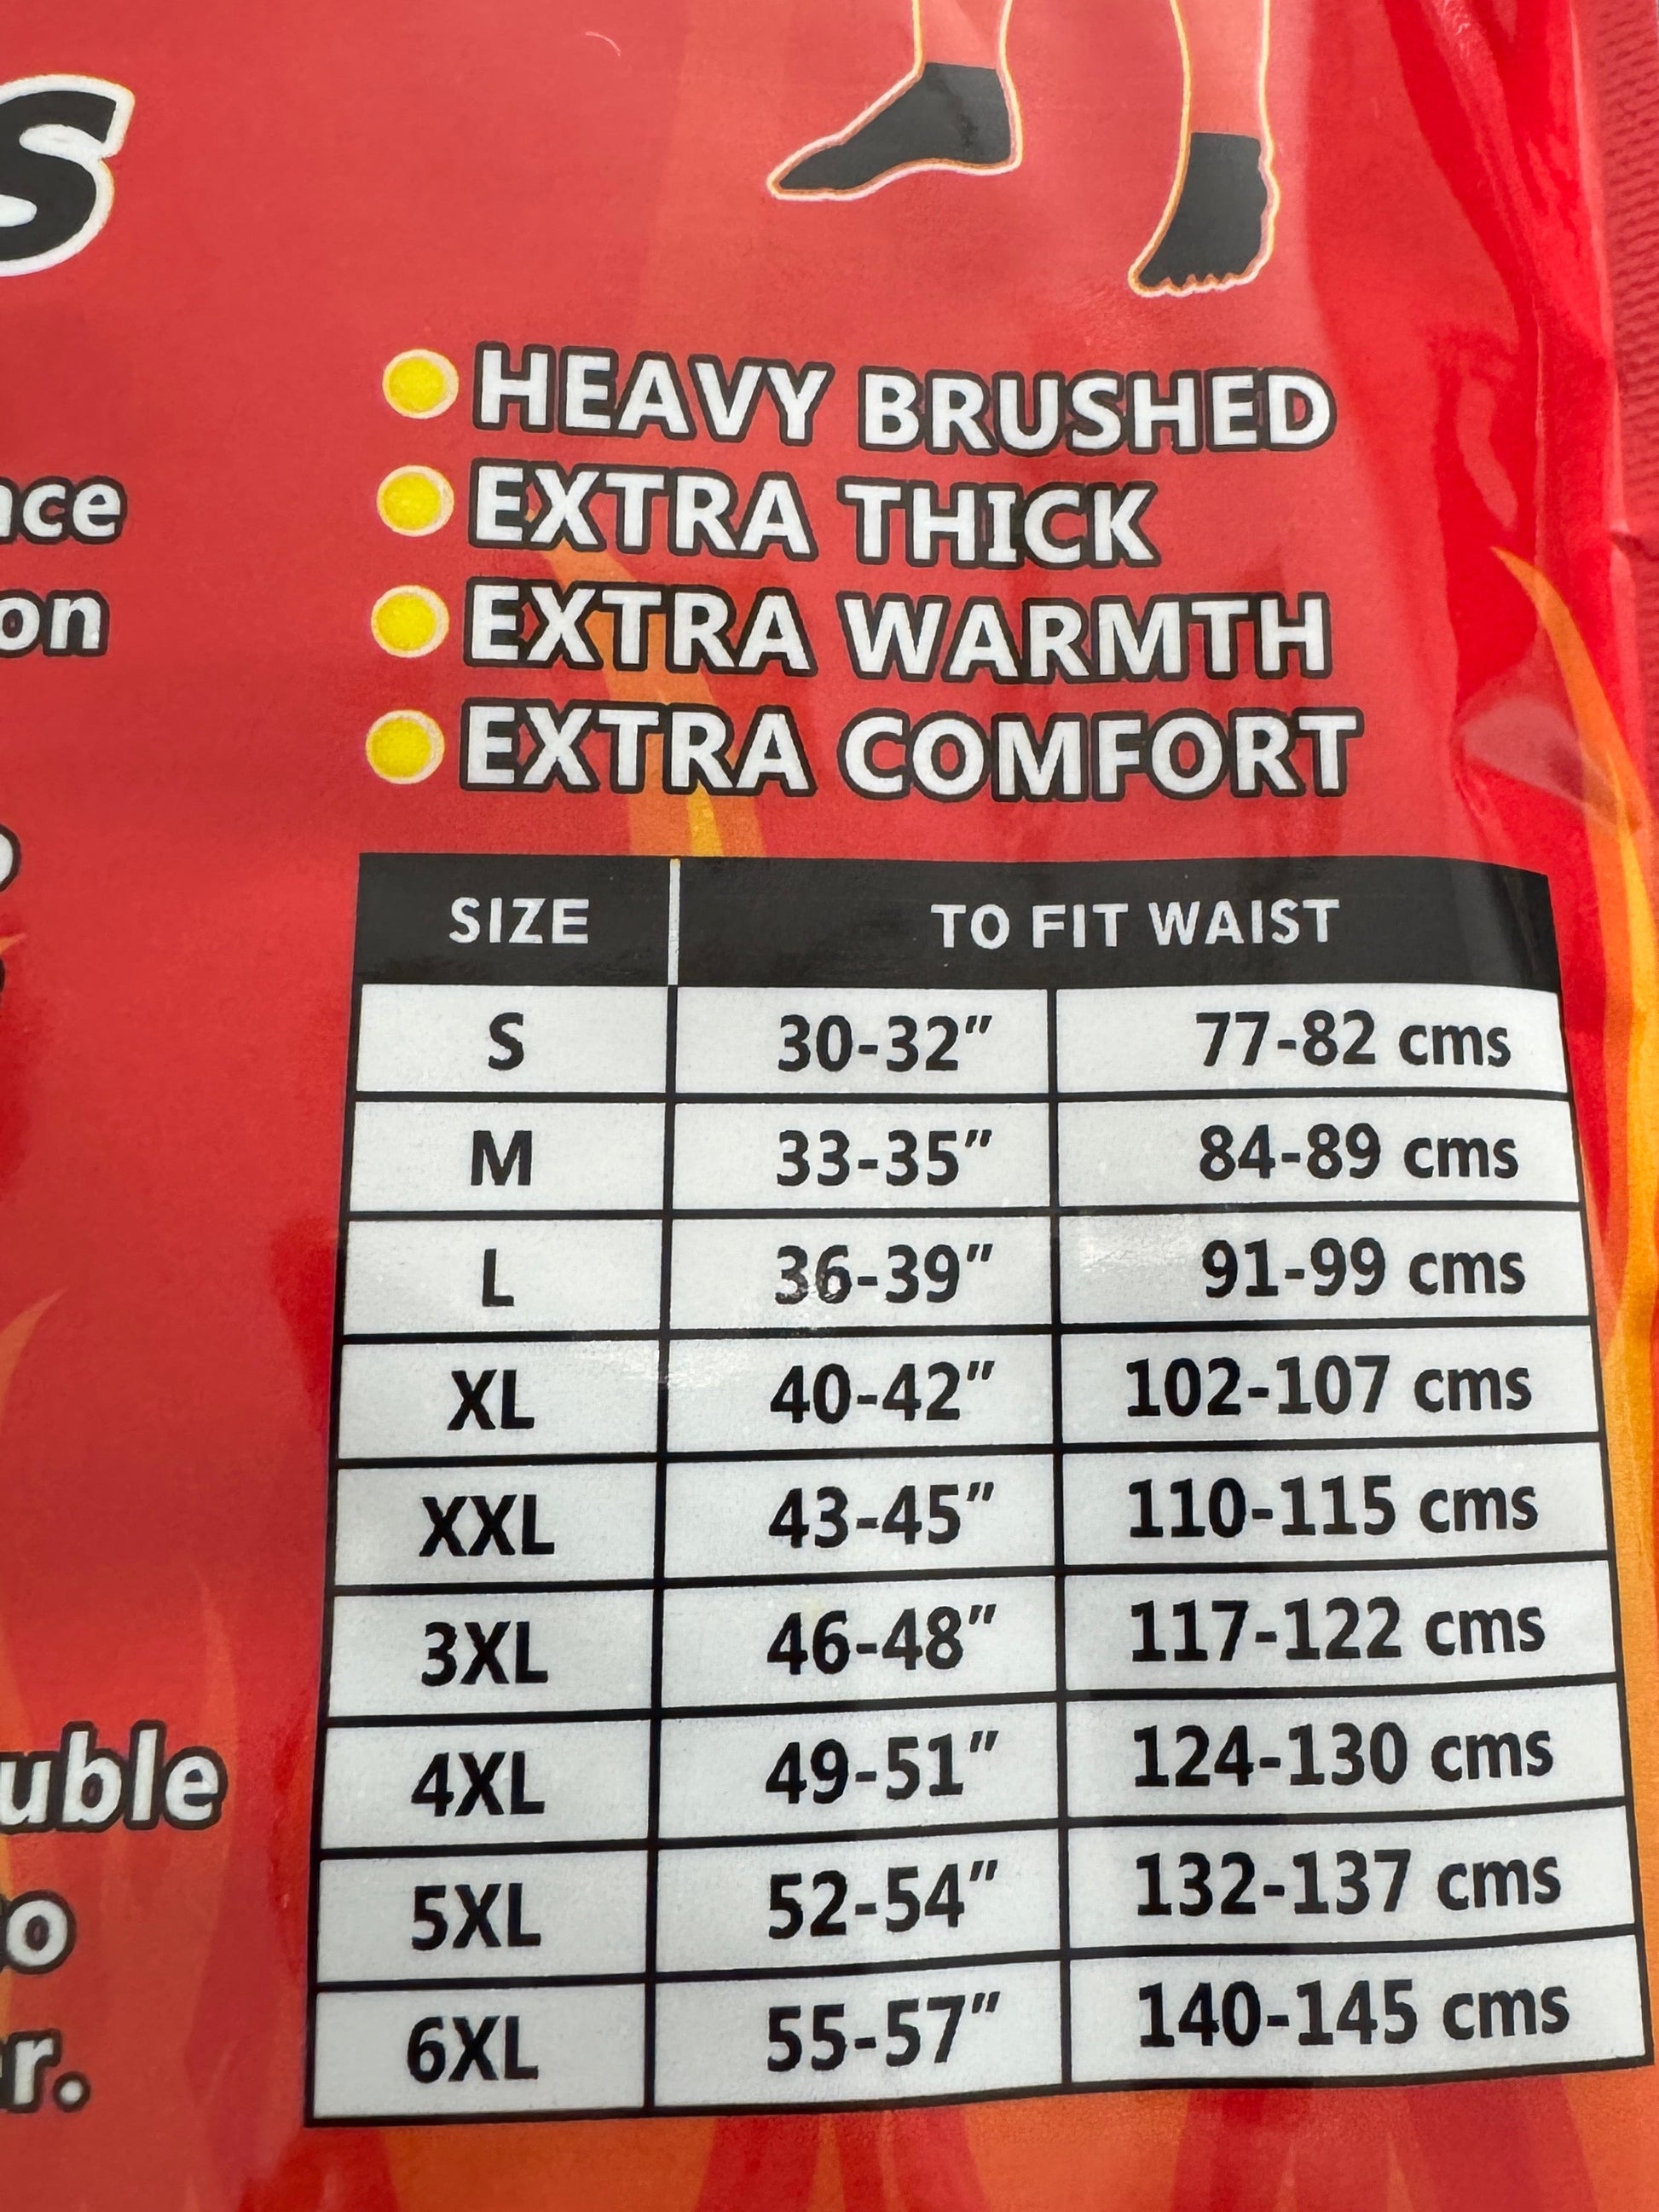 S
HEAVY BRUSHED
EXTRA THICK
EXTRA WARMTH
EXTRA COMFORT
nce
on
o
uble
to
r.
SIZE TO FIT WAIST
S 30-32" 77-82 cms
M 33-35" 84-89 cms
L 36-39" 91-99 cms
XL 40-42" 102-107 cms
XXL 43-45" 110-115 cms
3XL 46-48" 117-122 cms
4XL 49-51" 124-130 cms
5XL 52-54" 132-137 cms
6XL 55-57" 140-145 cms